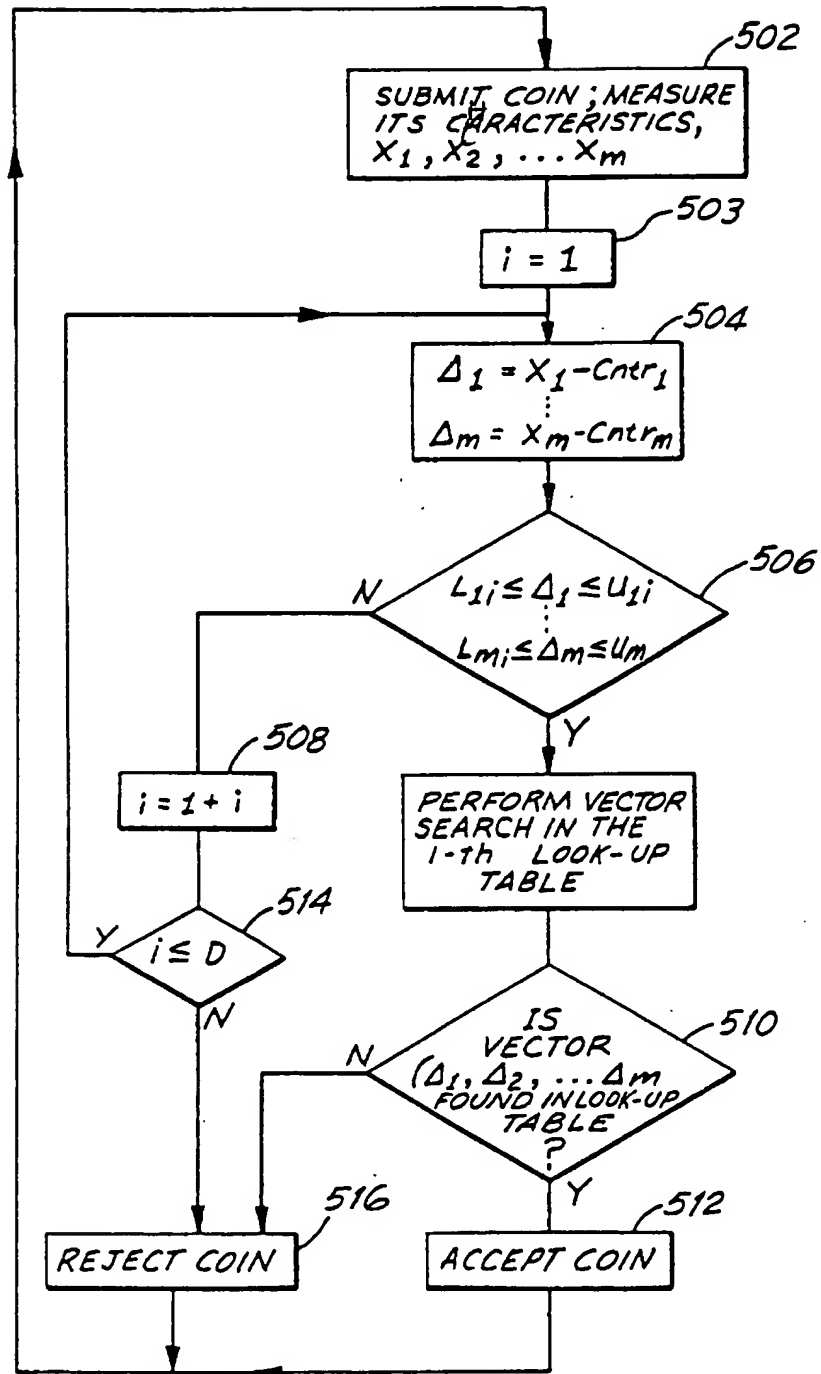 502
SUBMIT COIN ; MEASURE
ITS CARACTERISTICS,
X1 , X2 , ... Xm
503
i = 1
504
Δ1 = X1 - Cntr1
Δm = Xm - Cntrm
506
L1i ≤ Δ1 ≤ U1i
Lmi ≤ Δm ≤ Um
N
Y
508
i = 1 + i
PERFORM VECTOR
SEARCH IN THE
1-th LOOK-UP
TABLE
514
i ≤ D
Y
N
510
IS
VECTOR
(Δ1, Δ2, ... Δm
FOUND IN LOOK-UP
TABLE
?
N
Y
516
REJECT COIN
512
ACCEPT COIN